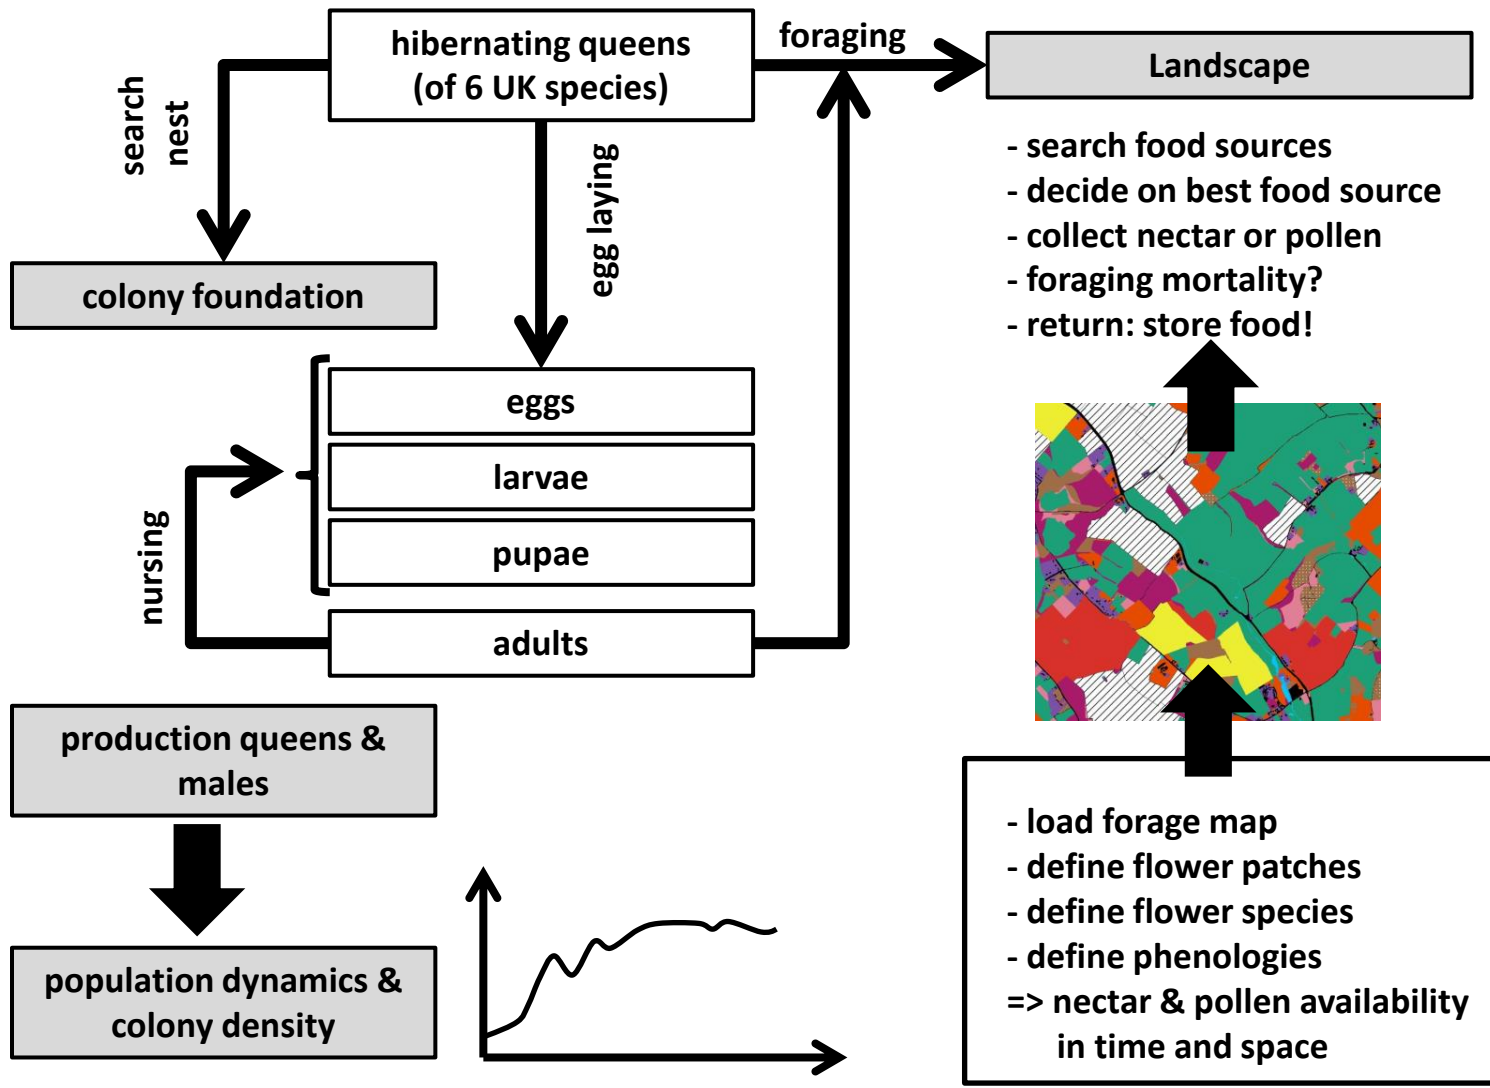 hibernating queens
(of 6 UK species)
foraging
Landscape
search
nest
egg laying
- search food sources
- decide on best food source
- collect nectar or pollen
- foraging mortality?
- return: store food!
colony foundation
eggs
larvae
pupae
adults
nursing
production queens &
males
population dynamics &
colony density
- load forage map
- define flower patches
- define flower species
- define phenologies
=> nectar & pollen availability
in time and space